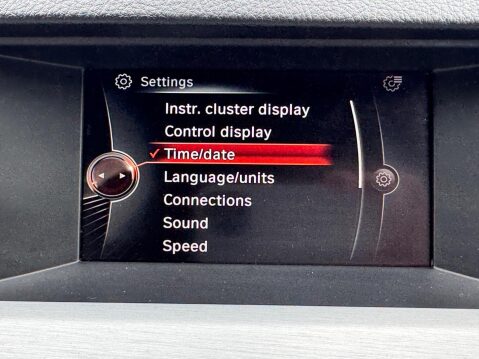 Settings
Instr. cluster display
Control display
Time/date
Language/units
Connections
Sound
Speed